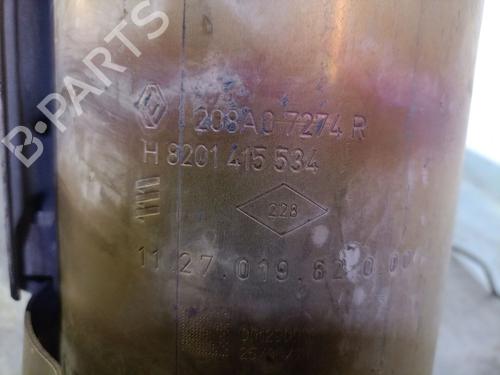 B-PARTS
208A0 7274 R
H 8201 415 534
228
11.27.019.62.0.00